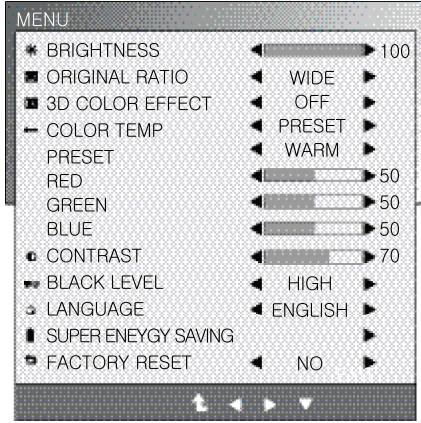 MENU
BRIGHTNESS 100
ORIGINAL RATIO WIDE
3D COLOR EFFECT OFF
COLOR TEMP PRESET
PRESET WARM
RED 50
GREEN 50
BLUE 50
CONTRAST 70
BLACK LEVEL HIGH
LANGUAGE ENGLISH
SUPER ENEYGY SAVING
FACTORY RESET NO